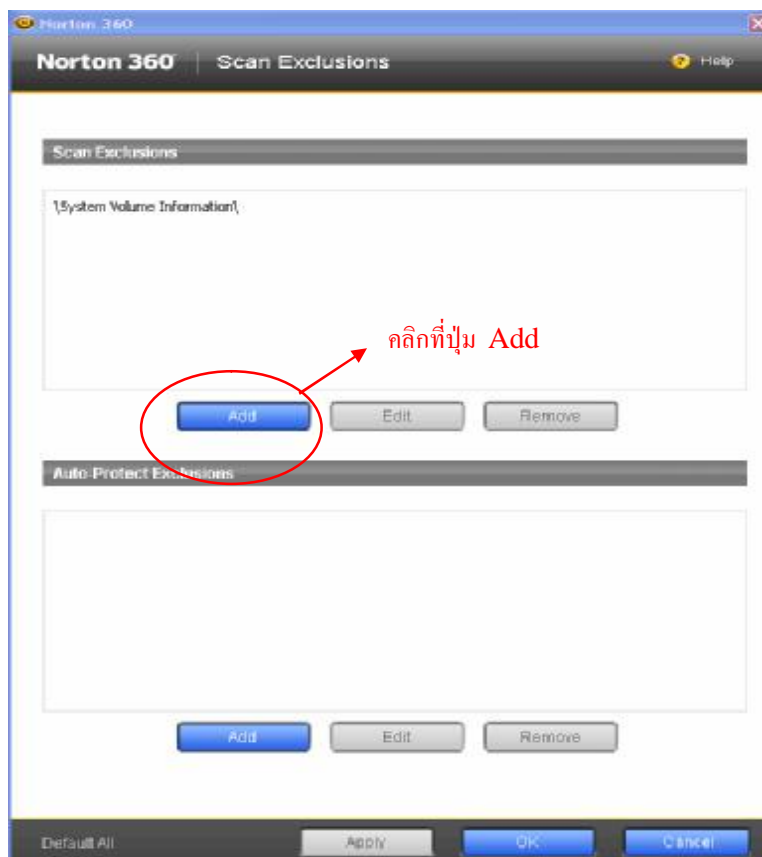 Norton 360
Norton 360 | Scan Exclusions
Help
Scan Exclusions
\System Volume Information\
คลิกที่ปุ่ม Add
Add
Edit
Remove
Auto-Protect Exclusions
Add
Edit
Remove
Default All
Apply
OK
Cancel